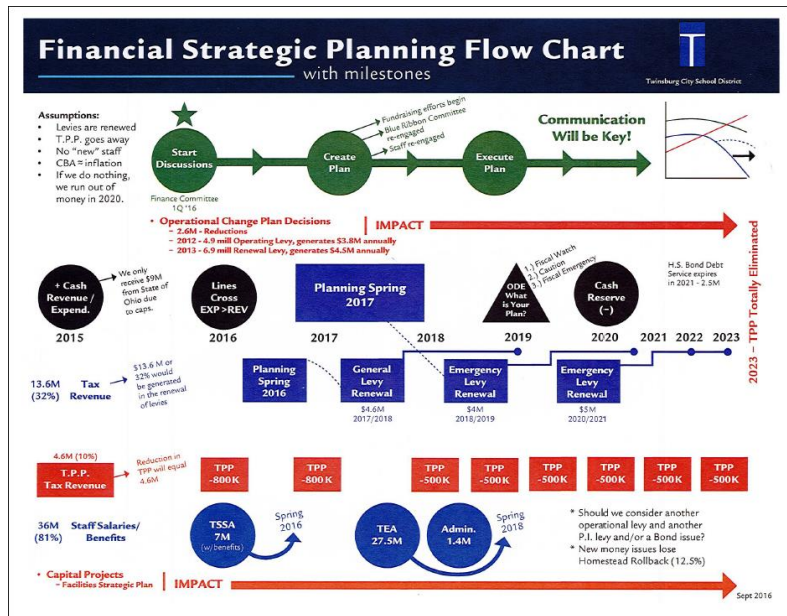 Financial Strategic Planning Flow Chart
with milestones
T
Twinsburg City School District
Assumptions:
• Levies are renewed
• T.P.P. goes away
• No "new" staff
• CBA ≈ inflation
• If we do nothing,
we run out of
money in 2020.
Start
Discussions
Finance Committee
1Q '16
Create
Plan
Fundraising efforts begin
Blue Ribbon Committee
re-engaged
Staff re-engaged
Execute
Plan
Communication
Will be Key!
• Operational Change Plan Decisions
– 2.6M - Reductions
– 2012 - 4.9 mill Operating Levy, generates $3.8M annually
– 2013 - 6.9 mill Renewal Levy, generates $4.5M annually
IMPACT
2023 – TPP Totally Eliminated
+ Cash
Revenue /
Expend.
We only
receive $9M
from State of
Ohio due to
caps.
Lines
Cross
EXP >REV
Planning Spring
2017
ODE
What
is Your
Plan?
1.) Fiscal Watch
2.) Caution
3.) Fiscal Emergency
Cash
Reserve
(–)
H.S. Bond Debt
Service expires
in 2021 - 2.5M
2015
2016
2017
2018
2019
2020
2021
2022
2023
13.6M
(32%)
Tax
Revenue
$13.6 M or
32% would
be generated
in the renewal
of levies
Planning
Spring
2016
General
Levy
Renewal
$4.6M
2017/2018
Emergency
Levy
Renewal
$4M
2018/2019
Emergency
Levy
Renewal
$5M
2020/2021
4.6M (10%)
T.P.P.
Tax Revenue
Reduction in
TPP will equal
4.6M
TPP
-800K
TPP
-800K
TPP
-500K
TPP
-500K
TPP
-500K
TPP
-500K
TPP
-500K
TPP
-500K
36M
(81%)
Staff Salaries/
Benefits
TSSA
7M
(w/benefits)
Spring
2016
TEA
27.5M
Admin.
1.4M
Spring
2018
* Should we consider another
operational levy and another
P.I. levy and/or a Bond issue?
* New money issues lose
Homestead Rollback (12.5%)
• Capital Projects
– Facilities Strategic Plan
IMPACT
Sept 2016